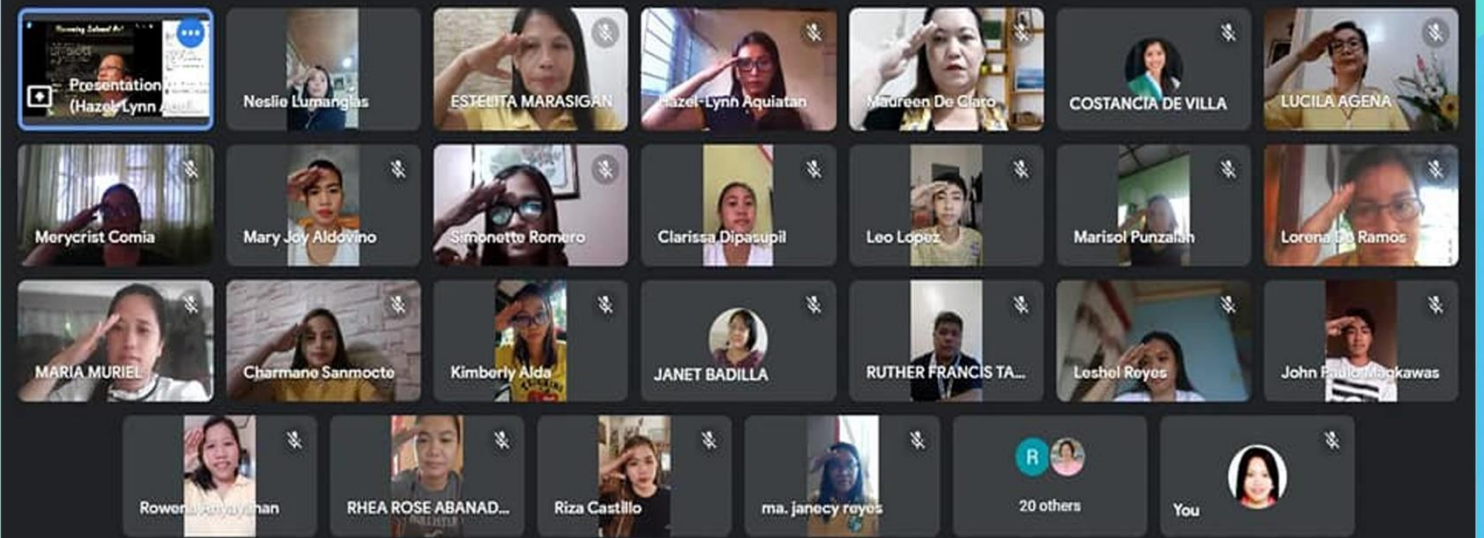 Presentation
(Hazel-Lynn Aqui...
Neslie Lumanglas
ESTELITA MARASIGAN
Hazel-Lynn Aquiatan
Maureen De Claro
COSTANCIA DE VILLA
LUCILA AGENA
Merycrist Comia
Mary Joy Aldovino
Simonette Romero
Clarissa Dipasupil
Leo Lopez
Marisol Punzalan
Lorena De Ramos
MARIA MURIEL
Charmane Sanmocte
Kimberly Alda
JANET BADILLA
RUTHER FRANCIS TA...
Leshel Reyes
John Paulo Magkawas
Rowena Anyayahan
RHEA ROSE ABANAD...
Riza Castillo
ma. janecy reyes
R
20 others
You